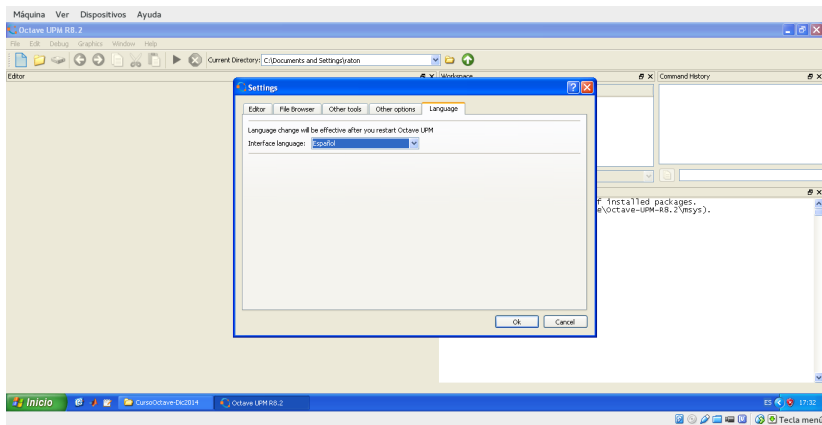 Máquina Ver Dispositivos Ayuda
Octave UPM R8.2
File Edit Debug Graphics Window Help
Current Directory: C:\Documents and Settings\raton
Editor
Workspace
Command History
Settings
Editor File Browser Other tools Other options Language
Language change will be effective after you restart Octave UPM
Interface language: Español
f installed packages.
e\Octave-UPM-R8.2\msys).
Ok Cancel
Inicio CursoOctave-Dic2014 Octave UPM R8.2 ES 17:32
Tecla menú